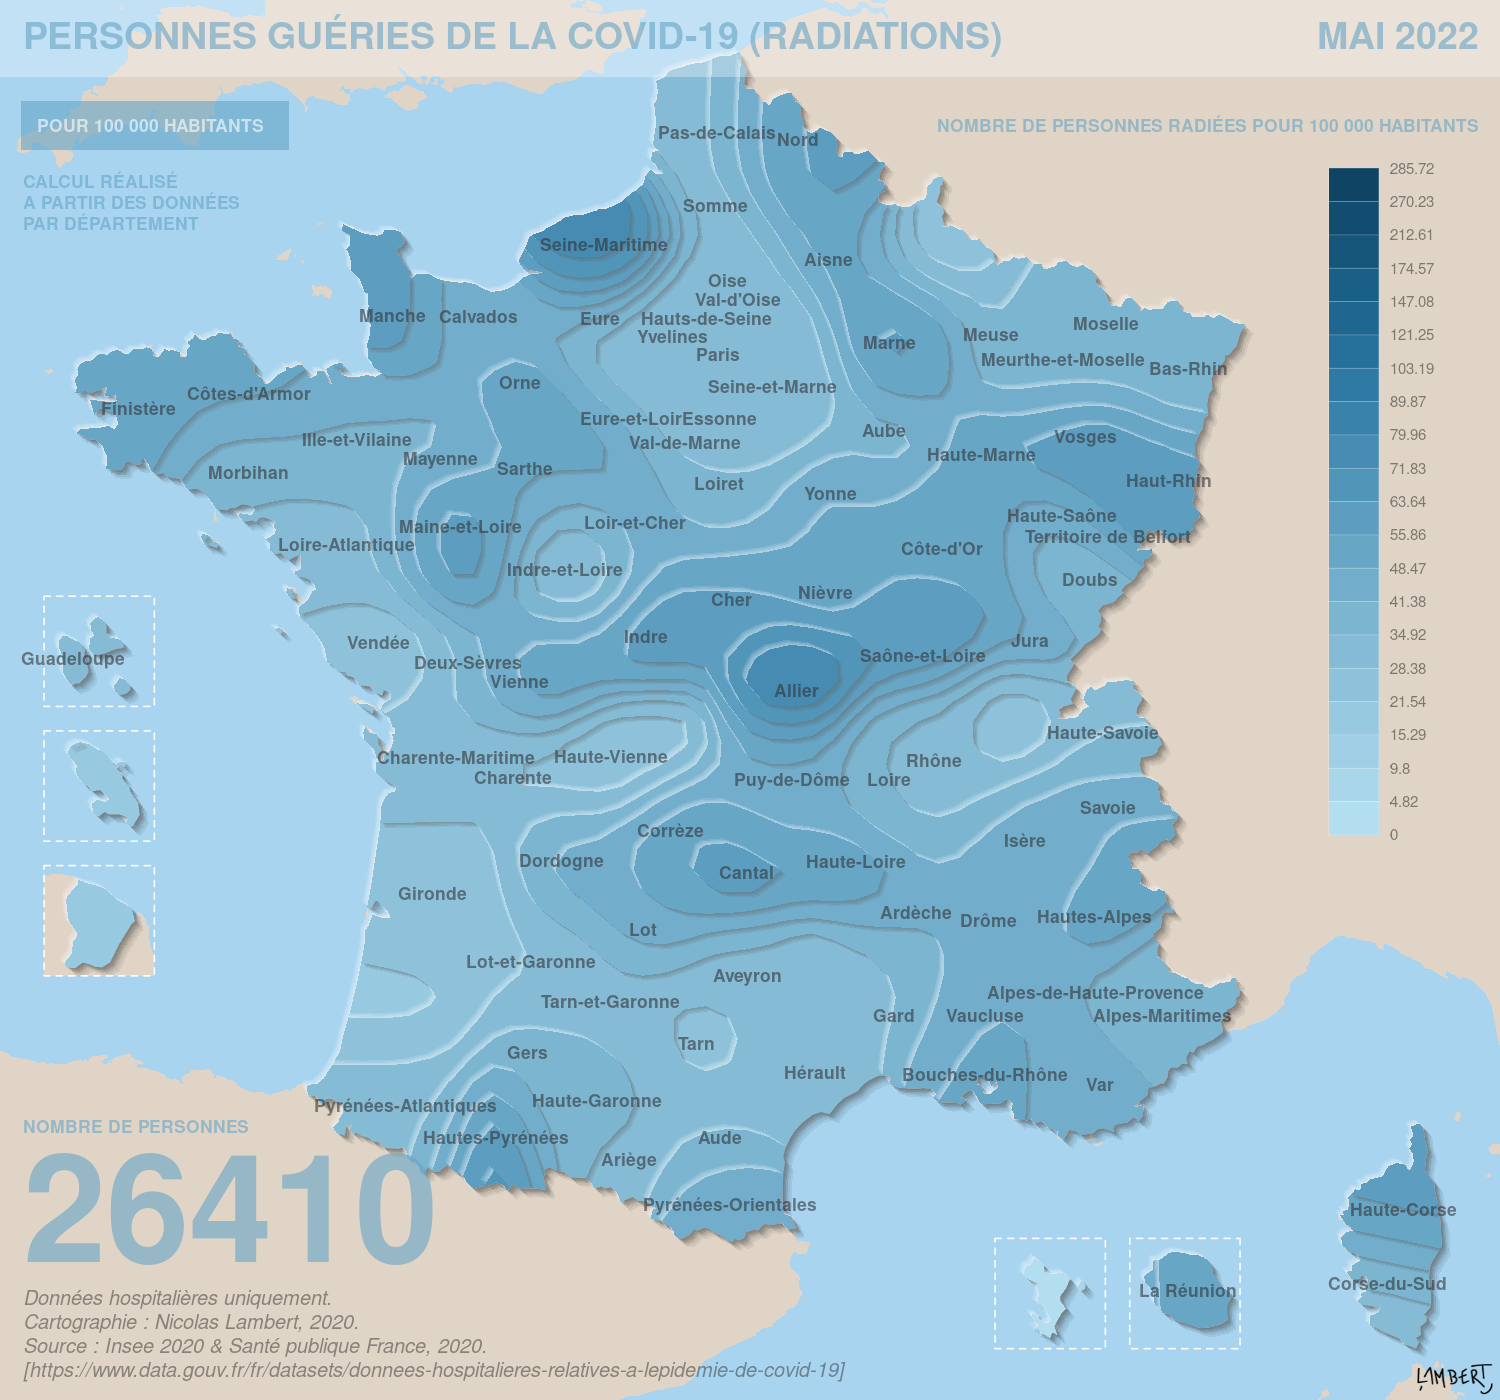 PERSONNES GUÉRIES DE LA COVID-19 (RADIATIONS)
MAI 2022
POUR 100 000 HABITANTS
CALCUL RÉALISÉ
A PARTIR DES DONNÉES
PAR DÉPARTEMENT
NOMBRE DE PERSONNES RADIÉES POUR 100 000 HABITANTS
285.72
270.23
212.61
174.57
147.08
121.25
103.19
89.87
79.96
71.83
63.64
55.86
48.47
41.38
34.92
28.38
21.54
15.29
9.8
4.82
0
Pas-de-Calais
Nord
Somme
Seine-Maritime
Aisne
Oise
Val-d'Oise
Manche
Calvados
Eure
Hauts-de-Seine
Yvelines
Paris
Marne
Meuse
Moselle
Meurthe-et-Moselle
Bas-Rhin
Orne
Seine-et-Marne
Côtes-d'Armor
Finistère
Eure-et-Loir
Essonne
Val-de-Marne
Aube
Vosges
Ille-et-Vilaine
Mayenne
Sarthe
Morbihan
Haute-Marne
Loiret
Yonne
Haut-Rhin
Maine-et-Loire
Loir-et-Cher
Haute-Saône
Territoire de Belfort
Loire-Atlantique
Côte-d'Or
Indre-et-Loire
Doubs
Cher
Nièvre
Indre
Vendée
Jura
Guadeloupe
Deux-Sèvres
Saône-et-Loire
Vienne
Allier
Haute-Savoie
Charente-Maritime
Haute-Vienne
Rhône
Charente
Puy-de-Dôme
Loire
Savoie
Corrèze
Isère
Dordogne
Haute-Loire
Cantal
Gironde
Ardèche
Drôme
Hautes-Alpes
Lot
Lot-et-Garonne
Aveyron
Alpes-de-Haute-Provence
Tarn-et-Garonne
Gard
Vaucluse
Alpes-Maritimes
Tarn
Gers
Hérault
Bouches-du-Rhône
Var
Pyrénées-Atlantiques
Haute-Garonne
Hautes-Pyrénées
Aude
Ariège
Pyrénées-Orientales
Haute-Corse
Corse-du-Sud
La Réunion
NOMBRE DE PERSONNES
26410
Données hospitalières uniquement.
Cartographie : Nicolas Lambert, 2020.
Source : Insee 2020 & Santé publique France, 2020.
[https://www.data.gouv.fr/fr/datasets/donnees-hospitalieres-relatives-a-lepidemie-de-covid-19]
LAMBERT